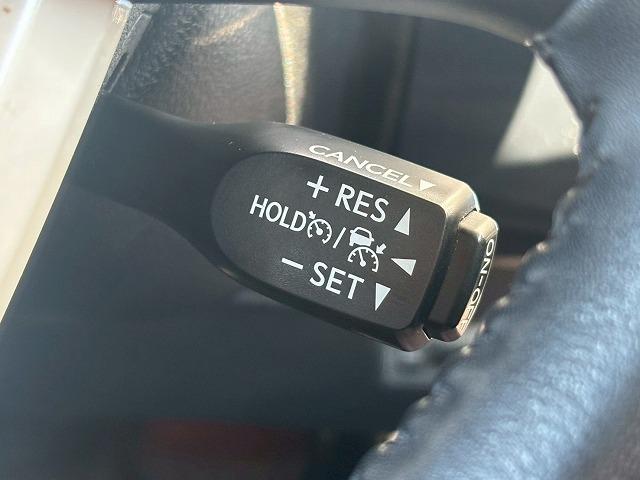 CANCEL▼
+ RES ▲
HOLD / ◀
– SET ▼
ON-OFF